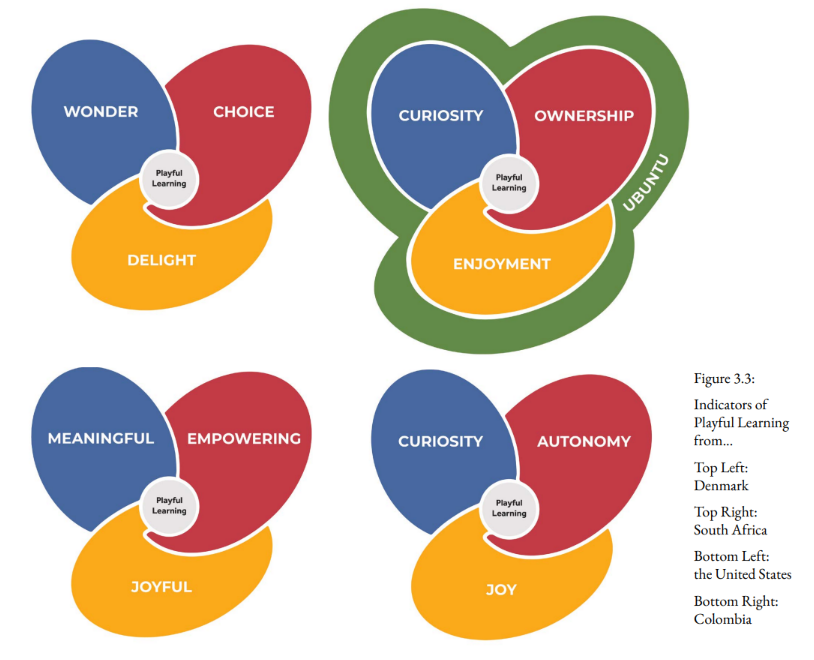 WONDER
CHOICE
Playful
Learning
DELIGHT
CURIOSITY
OWNERSHIP
Playful
Learning
UBUNTU
ENJOYMENT
MEANINGFUL
EMPOWERING
Playful
Learning
JOYFUL
CURIOSITY
AUTONOMY
Playful
Learning
JOY
Figure 3.3:
Indicators of
Playful Learning
from...
Top Left:
Denmark
Top Right:
South Africa
Bottom Left:
the United States
Bottom Right:
Colombia